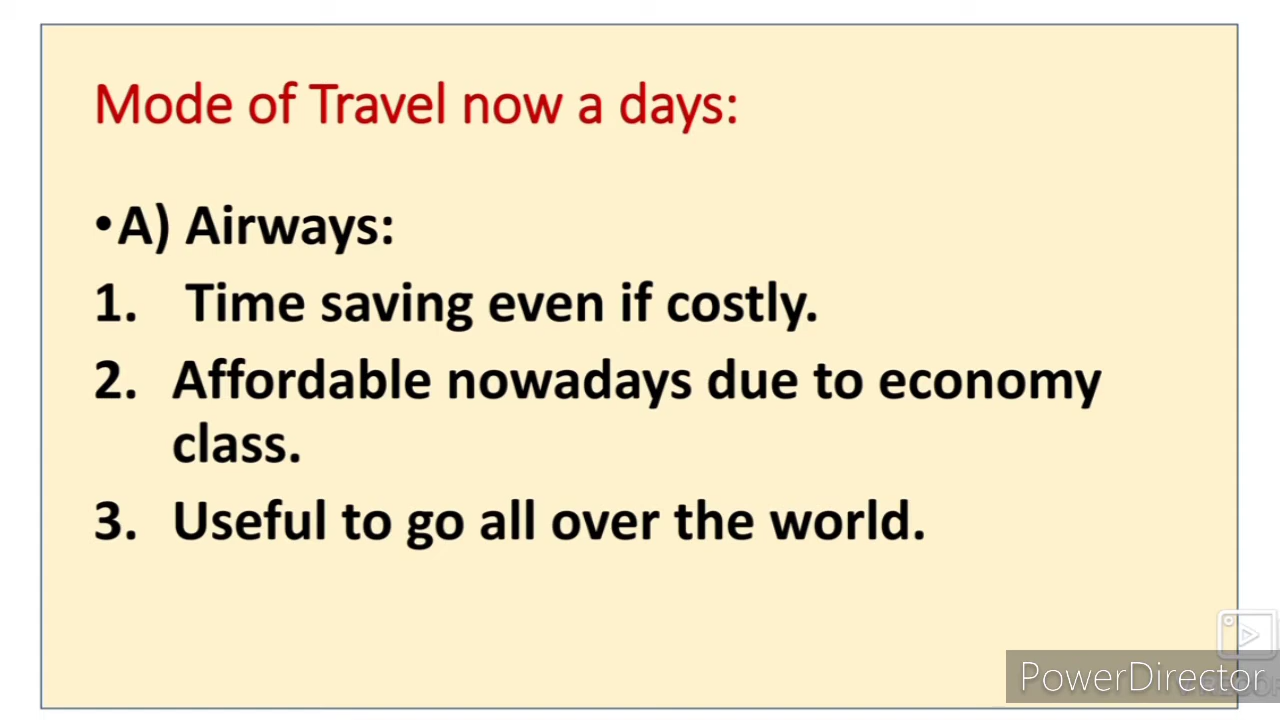 Mode of Travel now a days:
•A) Airways:
1. Time saving even if costly.
2. Affordable nowadays due to economy
class.
3. Useful to go all over the world.
PowerDirector